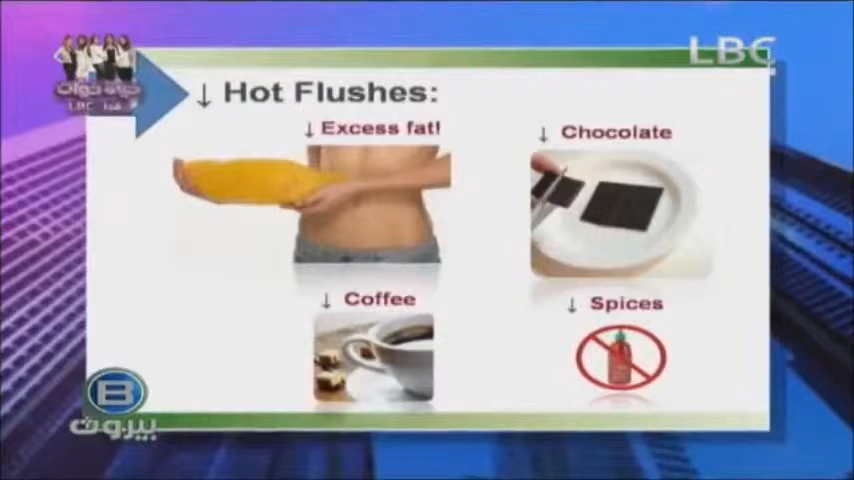 LBC
↓ Hot Flushes:
↓ Excess fat!
↓ Chocolate
↓ Coffee
↓ Spices
B
بيروت